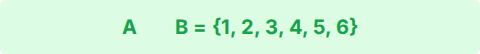 A B = {1, 2, 3, 4, 5, 6}